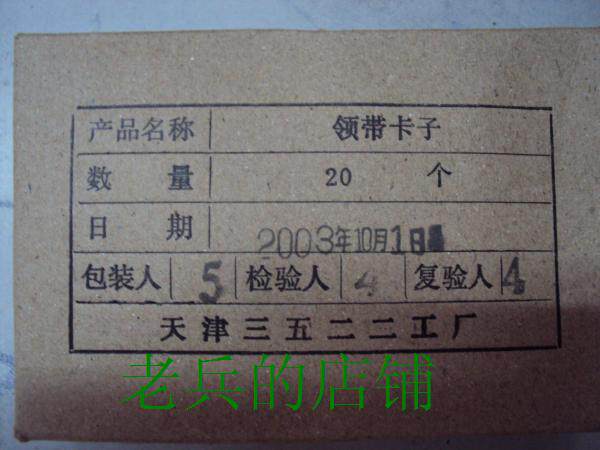 产品名称 领带卡子
数量 20 个
日期 2003年10月1日
包装人 5 检验人 4 复验人 4
天津三五二二工厂
老兵的店铺